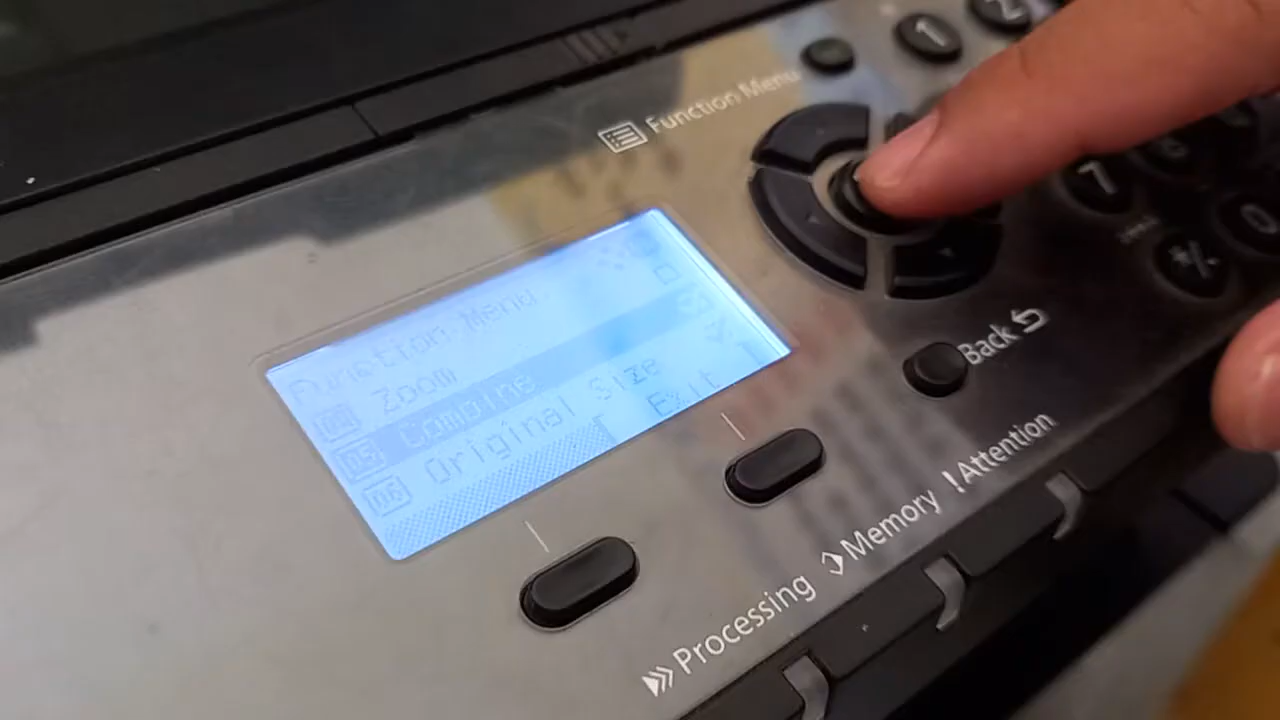 Function Menu
Function Menu
04 Zoom
05 Combine
06 Original Size
Exit
Back
Processing
Memory
Attention
1
2
7
0
*/.